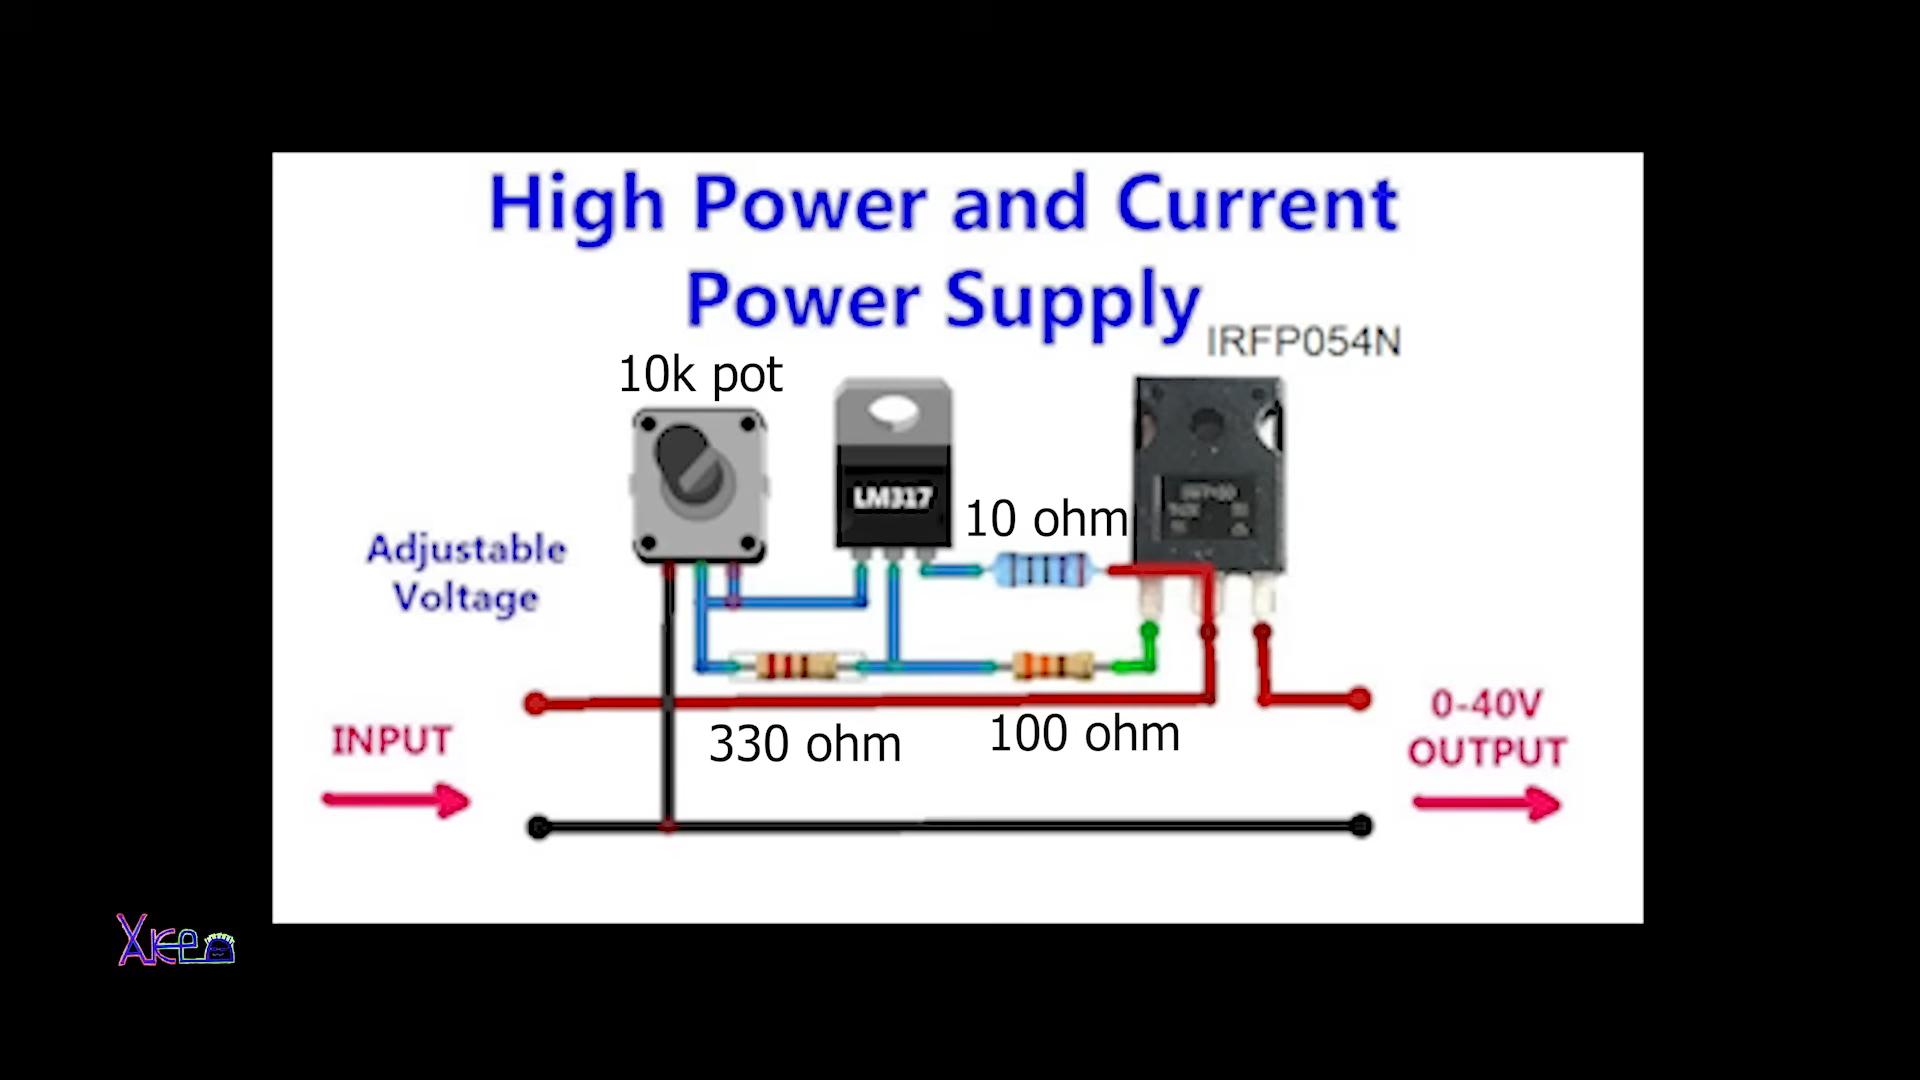 High Power and Current
Power Supply
IRFP054N
10k pot
LM317
10 ohm
Adjustable
Voltage
330 ohm
100 ohm
INPUT
0-40V
OUTPUT